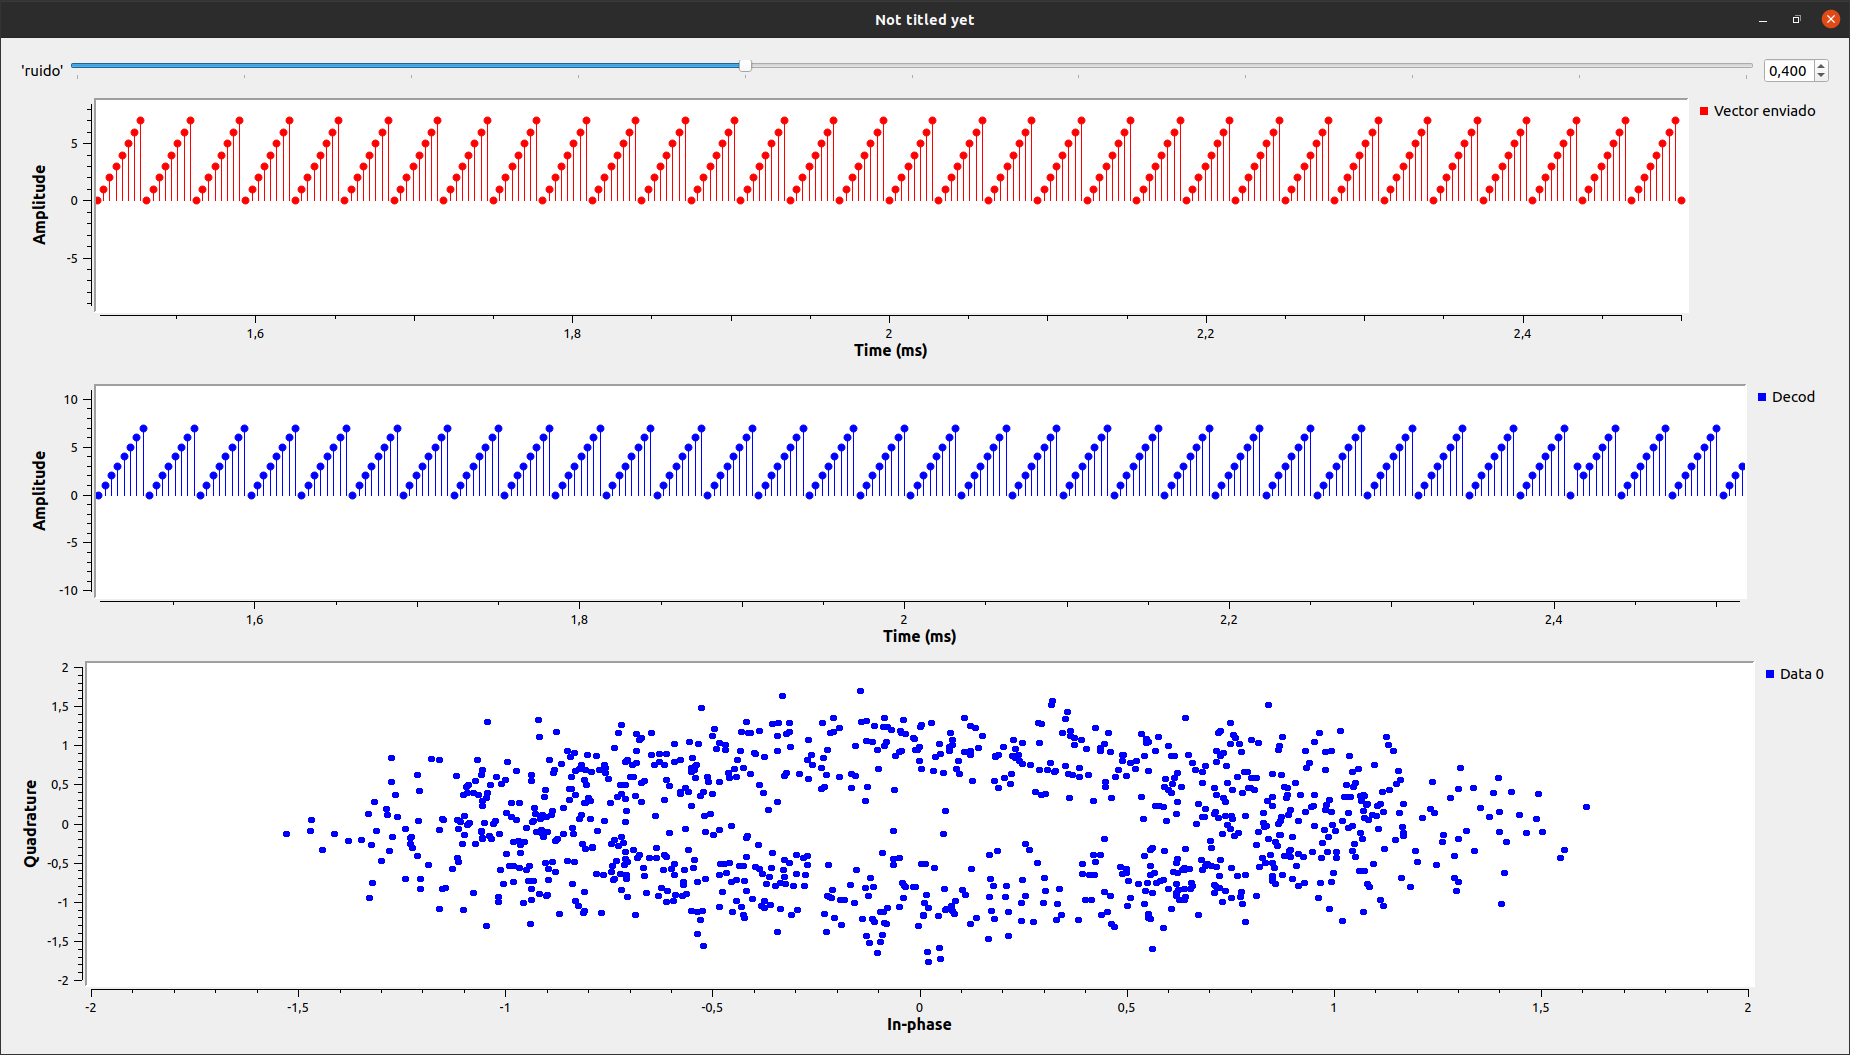 Not titled yet
'ruido'
0,400
Vector enviado
Amplitude
5
0
-5
1,6 1,8 2 2,2 2,4
Time (ms)
Decod
Amplitude
10
5
0
-5
-10
1,6 1,8 2 2,2 2,4
Time (ms)
Data 0
Quadrature
2
1,5
1
0,5
0
-0,5
-1
-1,5
-2
-2 -1,5 -1 -0,5 0 0,5 1 1,5 2
In-phase